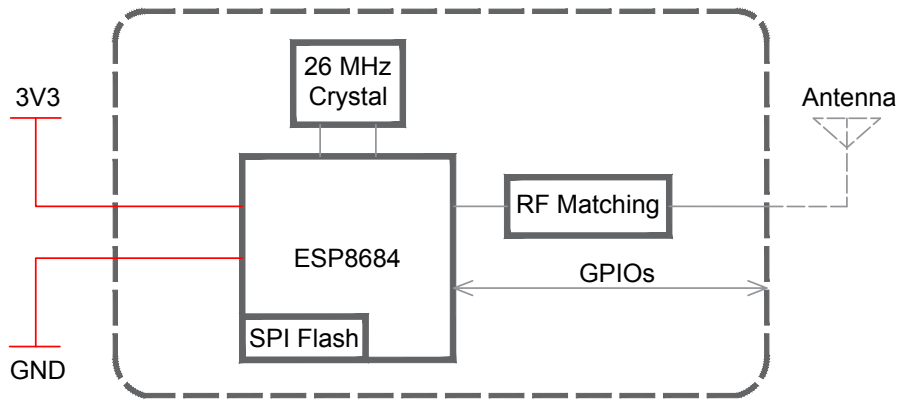 26 MHz
Crystal
3V3
Antenna
RF Matching
ESP8684
GPIOs
SPI Flash
GND